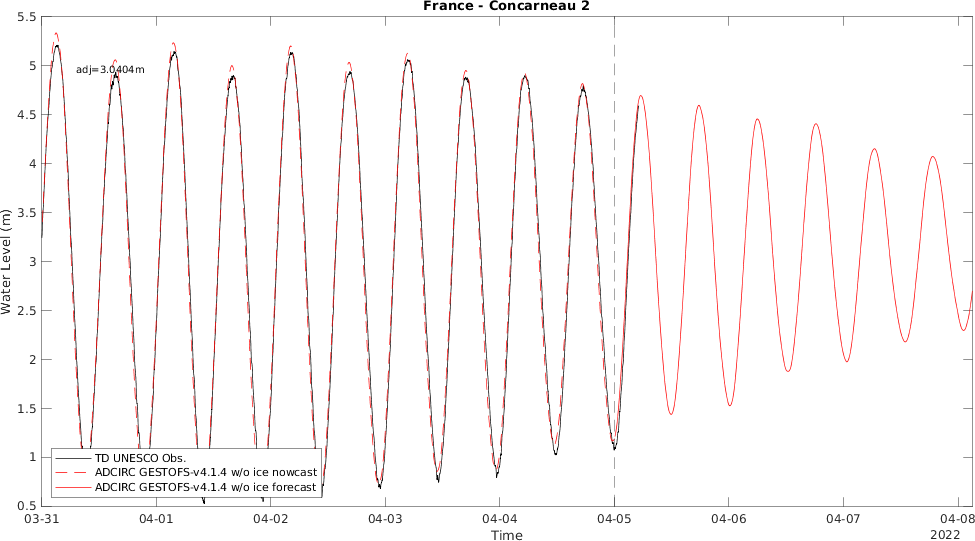 France - Concarneau 2
5.5
5
4.5
4
3.5
3
2.5
2
1.5
1
0.5
Water Level (m)
adj=3.0404m
TD UNESCO Obs.
ADCIRC GESTOFS-v4.1.4 w/o ice nowcast
ADCIRC GESTOFS-v4.1.4 w/o ice forecast
03-31 04-01 04-02 04-03 04-04 04-05 04-06 04-07 04-08
Time
2022